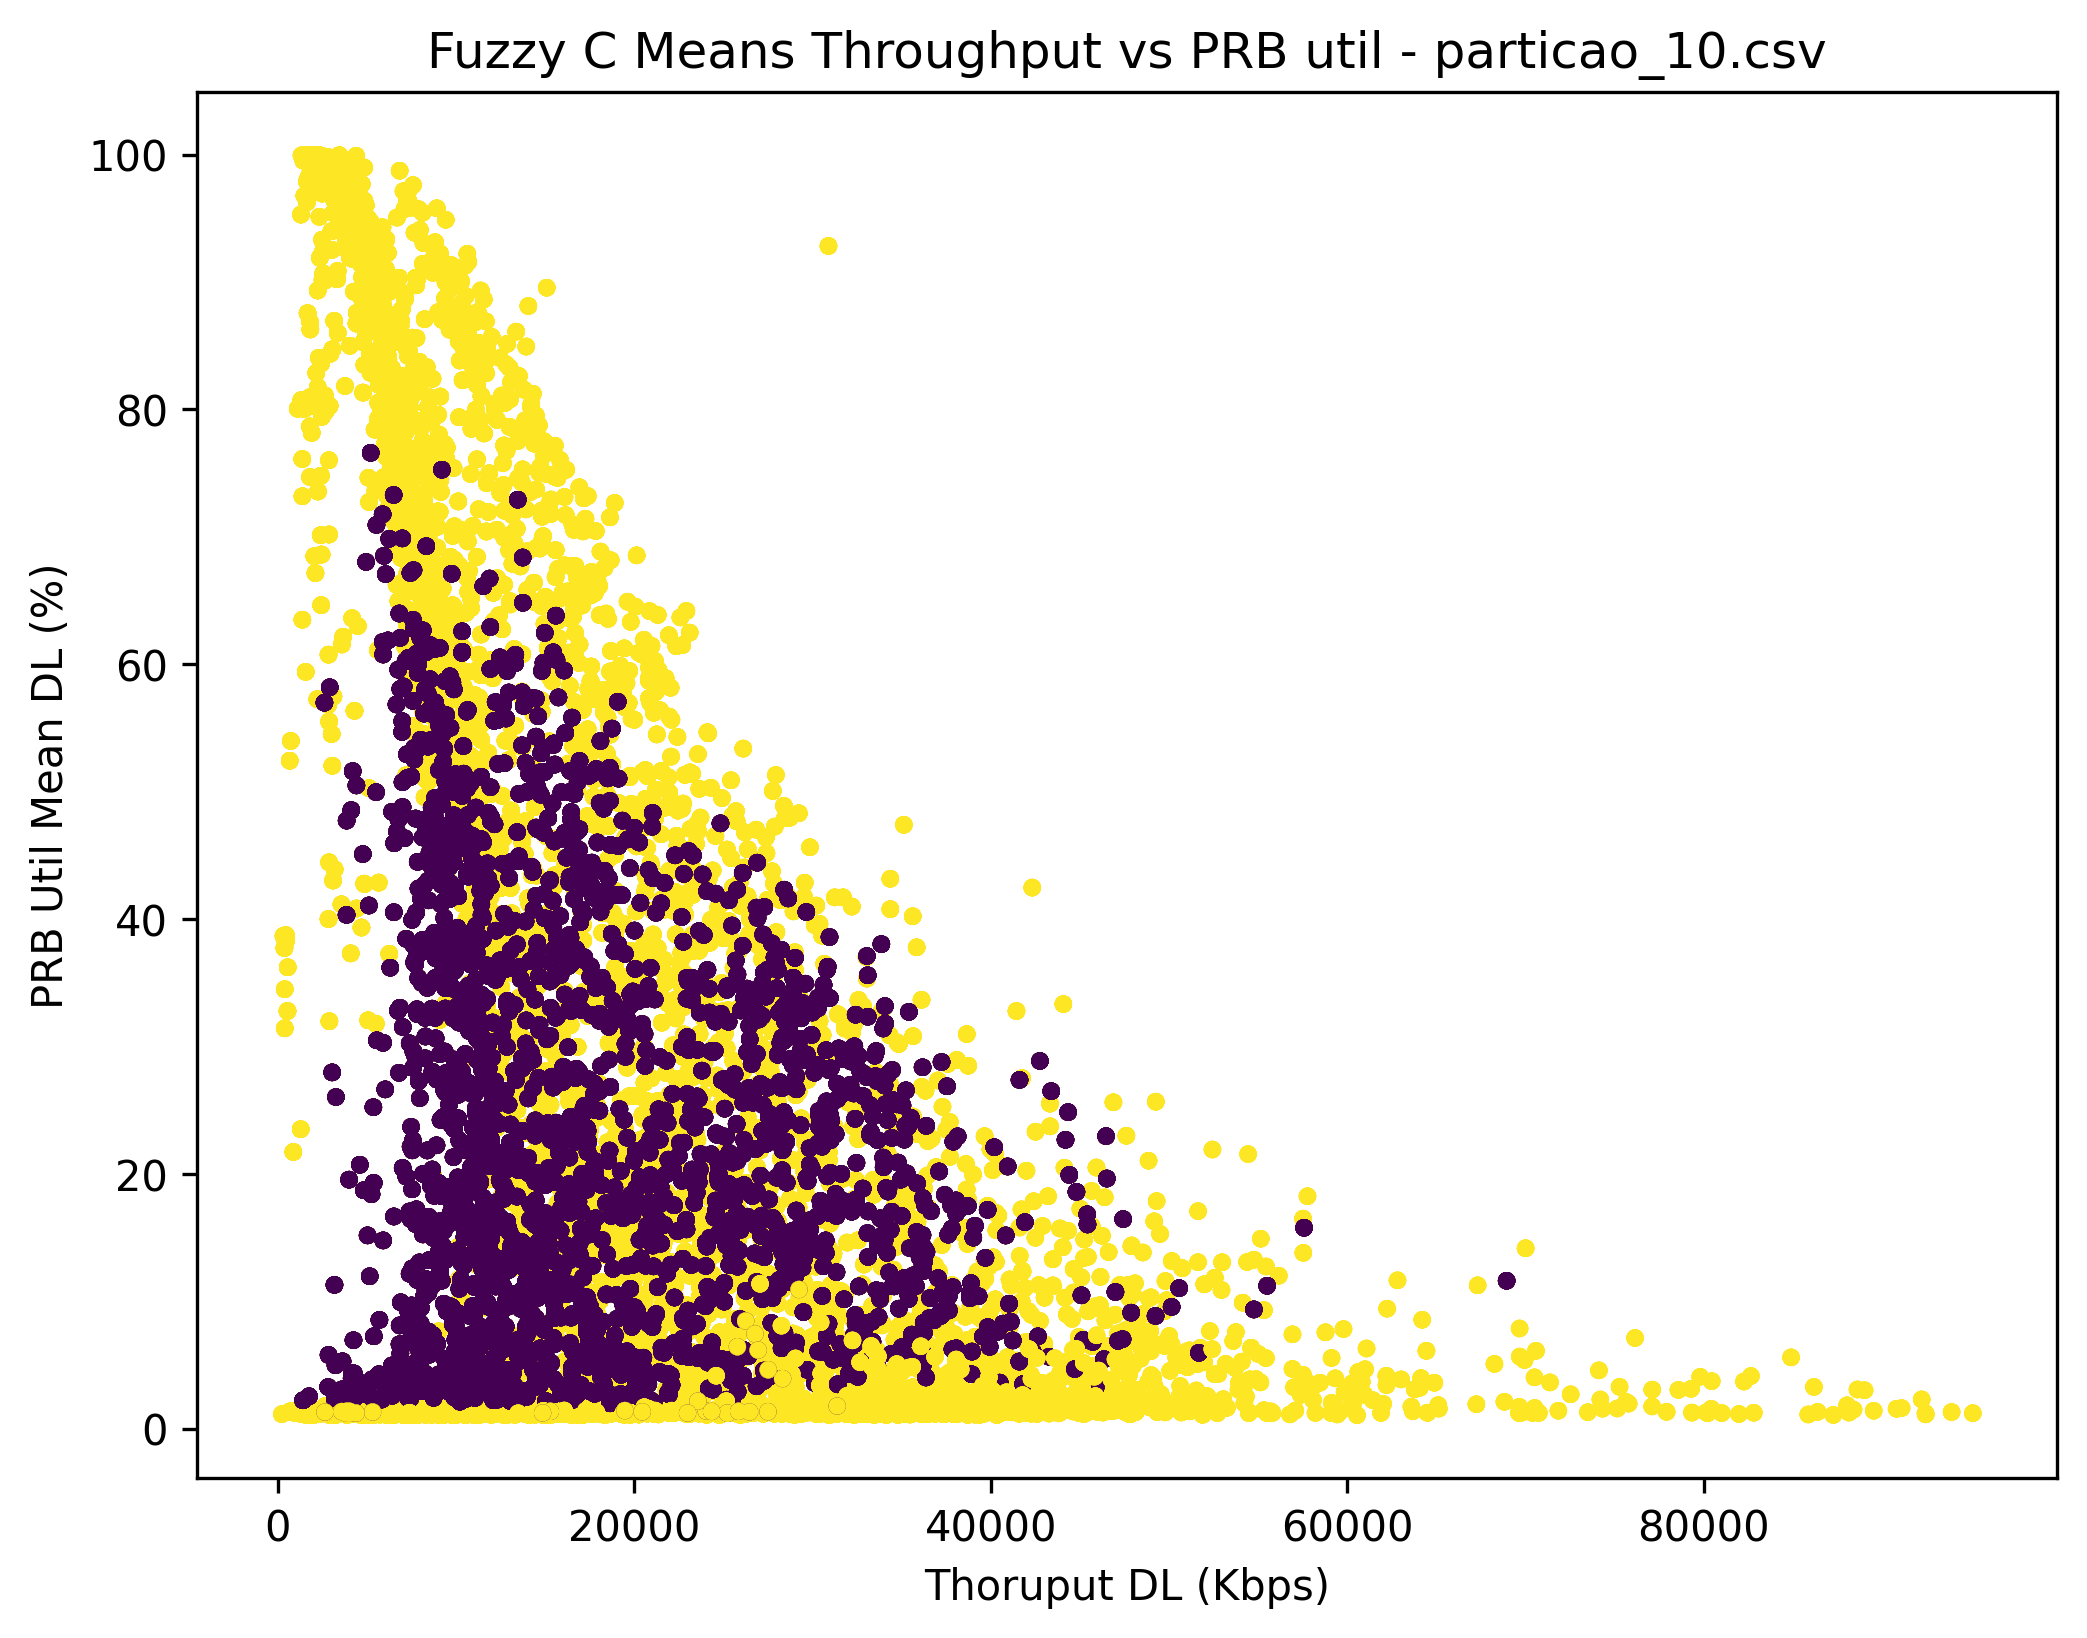 Fuzzy C Means Throughput vs PRB util - particao_10.csv
100
80
60
40
20
0
PRB Util Mean DL (%)
0 20000 40000 60000 80000
Thoruput DL (Kbps)